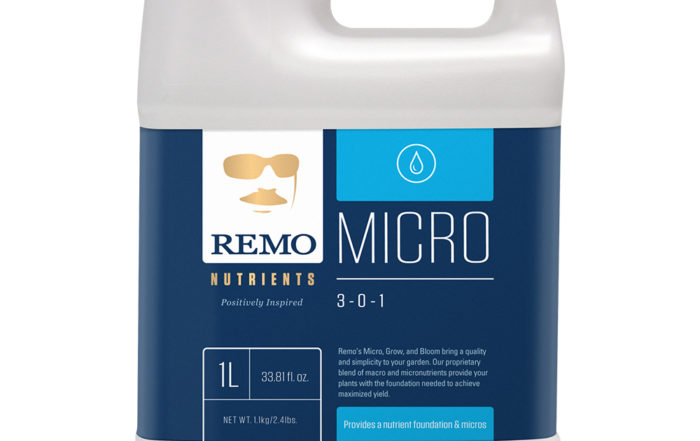 REMO
NUTRIENTS
Positively Inspired
MICRO
3-0-1
1L
33.81 fl. oz.
NET WT. 1.1kg/2.4lbs.
Remo's Micro, Grow, and Bloom bring a quality
and simplicity to your garden. Our proprietary
blend of macro and micronutrients provide your
plants with the foundation needed to achieve
maximized yield.
Provides a nutrient foundation & micros